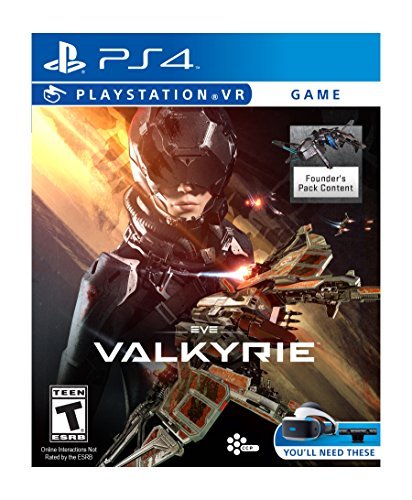 PS4
PLAYSTATION®VR
GAME
Founder's
Pack Content
EVE
VALKYRIE
TEEN
T
ESRB
Online Interactions Not
Rated by the ESRB
CCP
YOU'LL NEED THESE